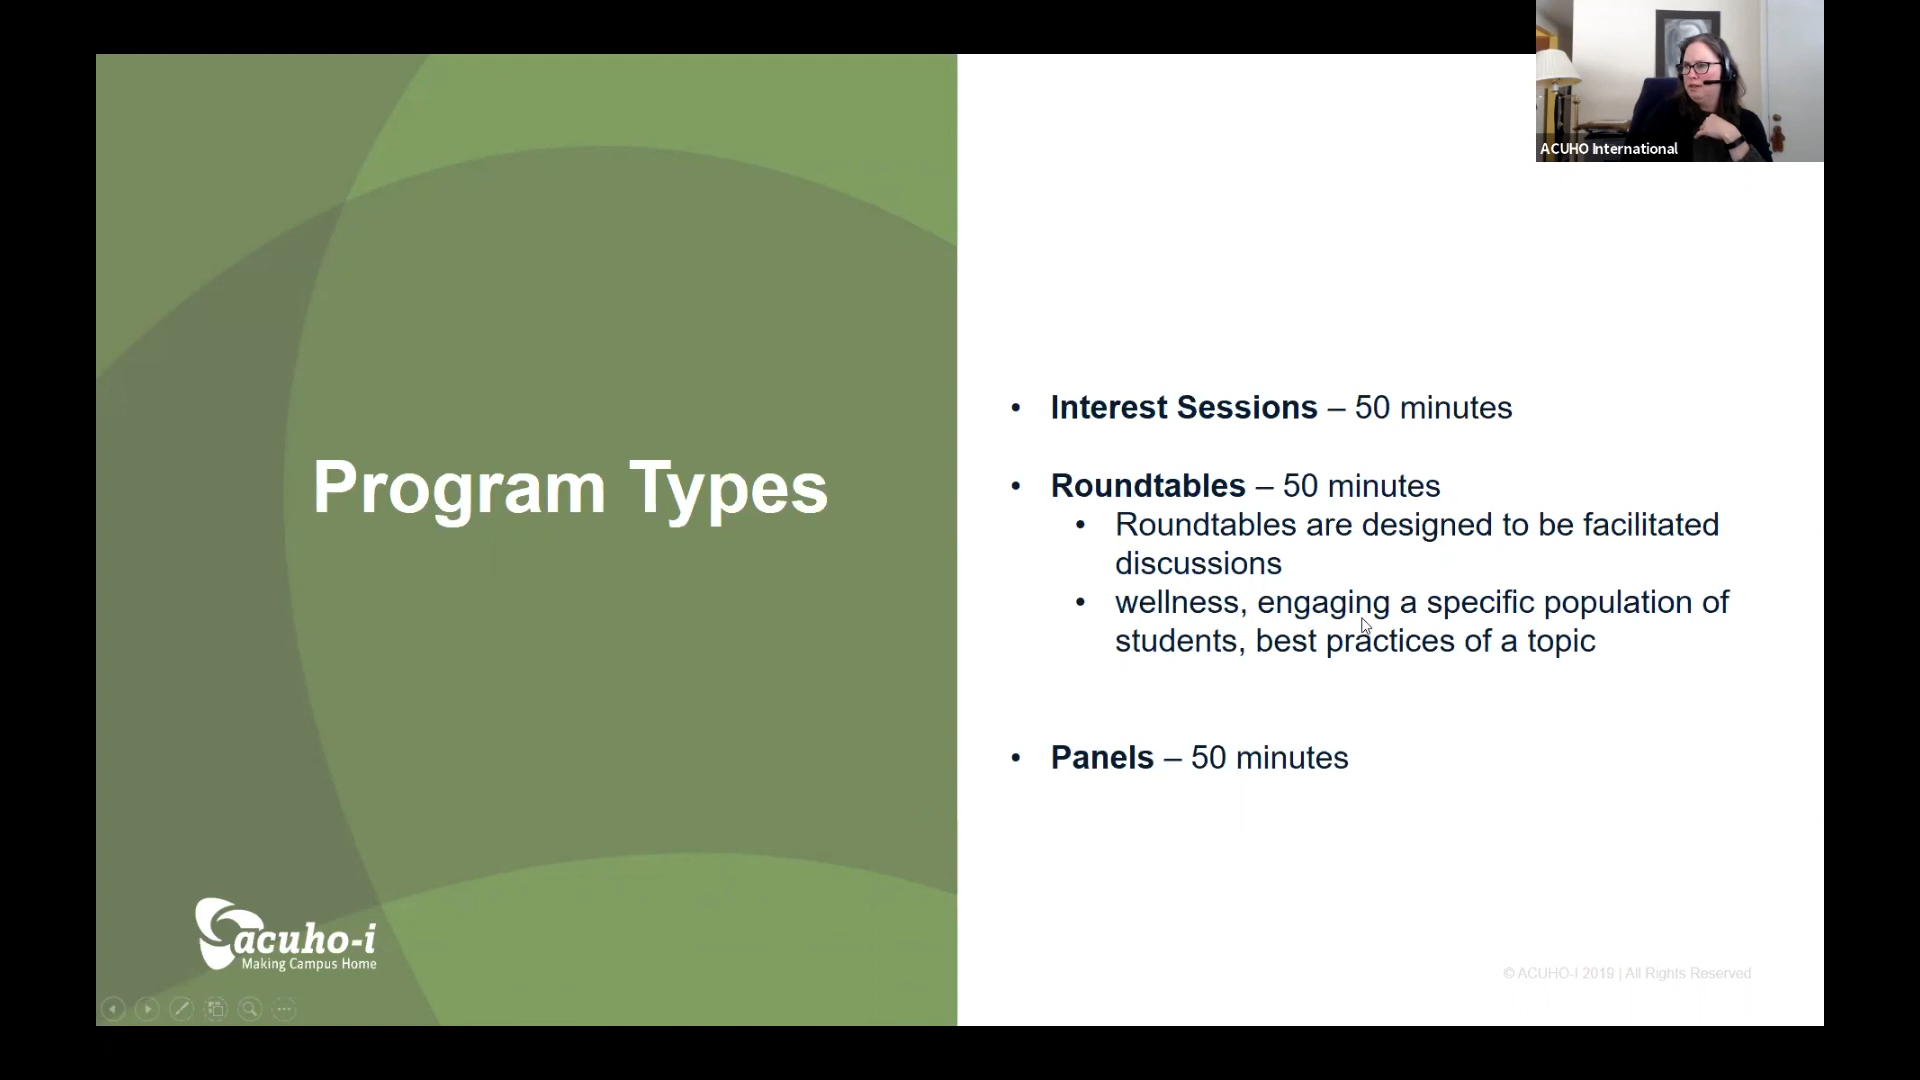 ACUHO International
Program Types
• Interest Sessions – 50 minutes
• Roundtables – 50 minutes
• Roundtables are designed to be facilitated
discussions
• wellness, engaging a specific population of
students, best practices of a topic
• Panels – 50 minutes
acuho-i
Making Campus Home
© ACUHO-I 2019 | All Rights Reserved